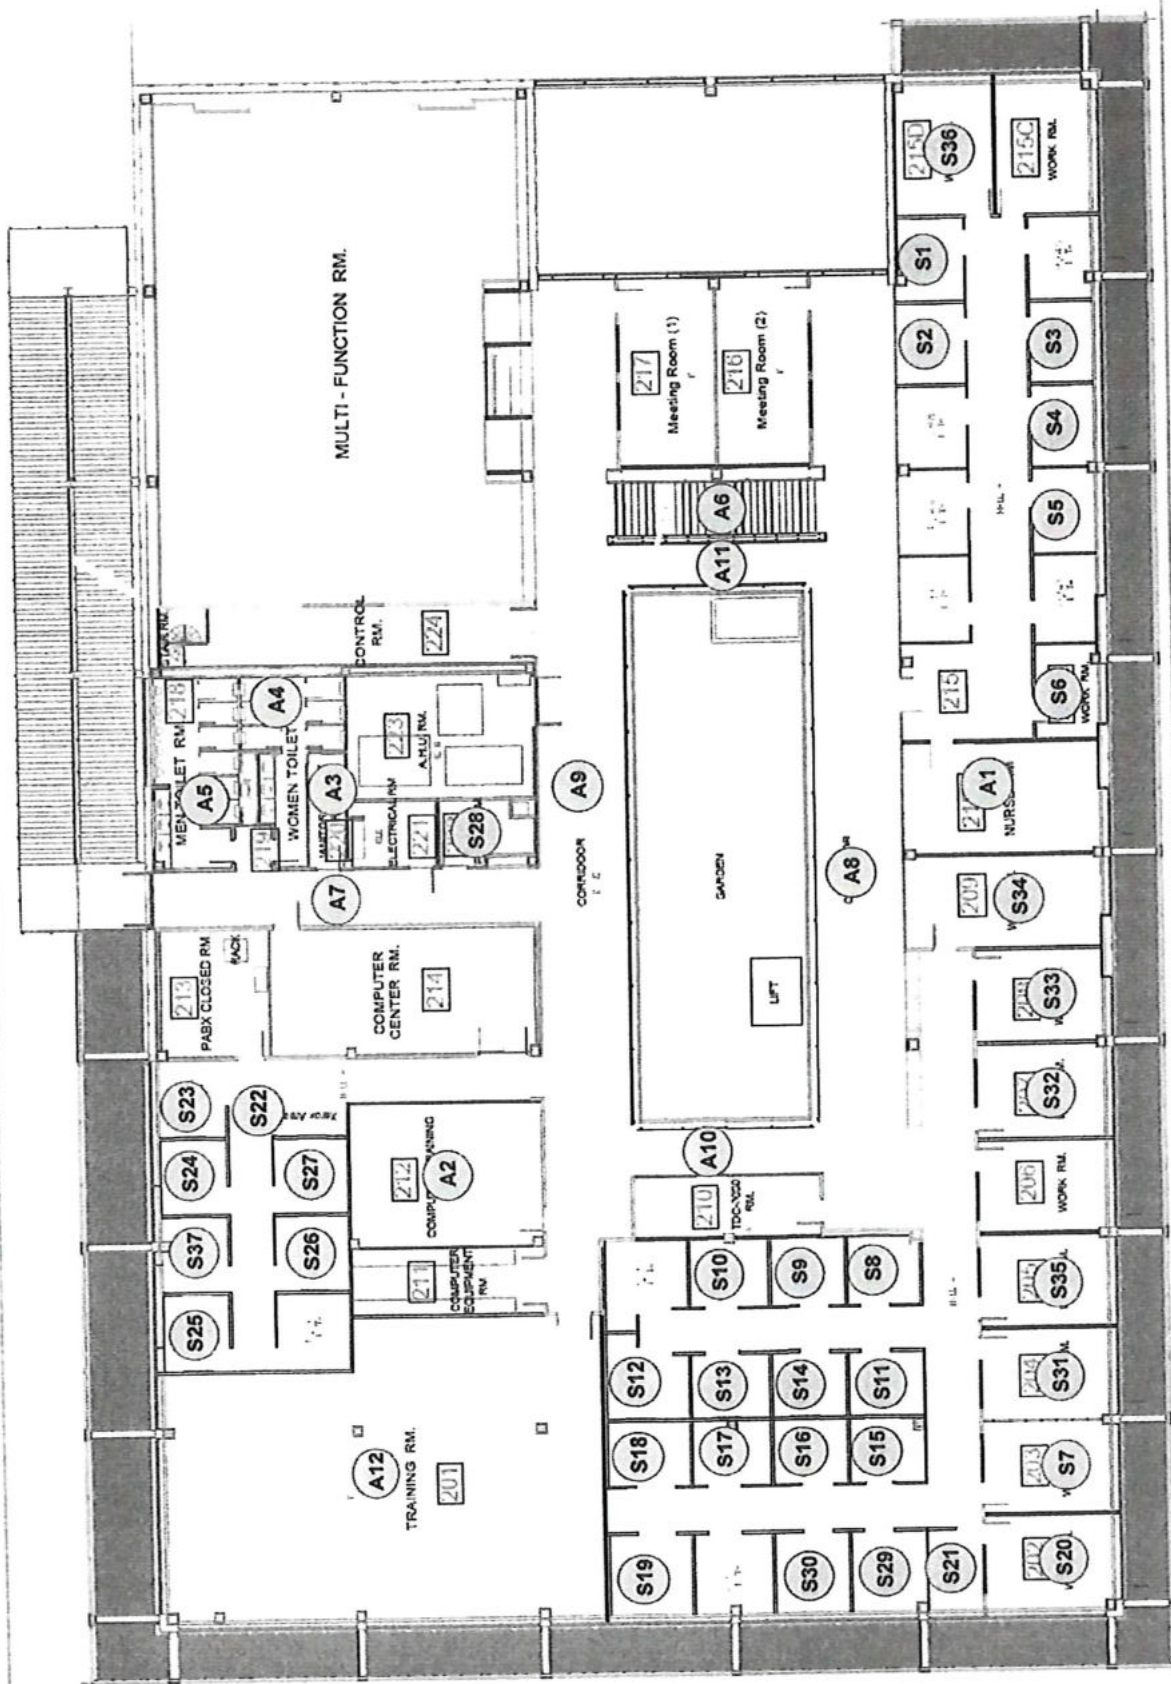 MULTI - FUNCTION RM.
215D
S36
215C
WORK RM.
S1
S2
S3
S4
S5
S6
WORK RM.
217
Meeting Room (1)
216
Meeting Room (2)
A6
A11
CONTROL
RM.
224
218
MEN TOILET RM.
A4
A5
WOMEN TOILET
219
A3
220
223
A.H.U RM.
ELECTRICAL RM
221
S28
A7
A9
CORRIDOOR
GARDEN
LIFT
A8
215
A1
209
S34
S33
S32
206
WORK RM.
205
S35
204
S31
203
S7
202
S20
213
PABX CLOSED RM
RACK
COMPUTER
CENTER RM.
214
S23
S22
S24
S27
S37
S26
S25
212
A2
211
COMPUTER
EQUIPMENT
RM
A10
210
RM.
S10
S9
S8
S12
S13
S14
S11
S18
S17
S16
S15
S19
S30
S29
S21
A12
TRAINING RM.
201